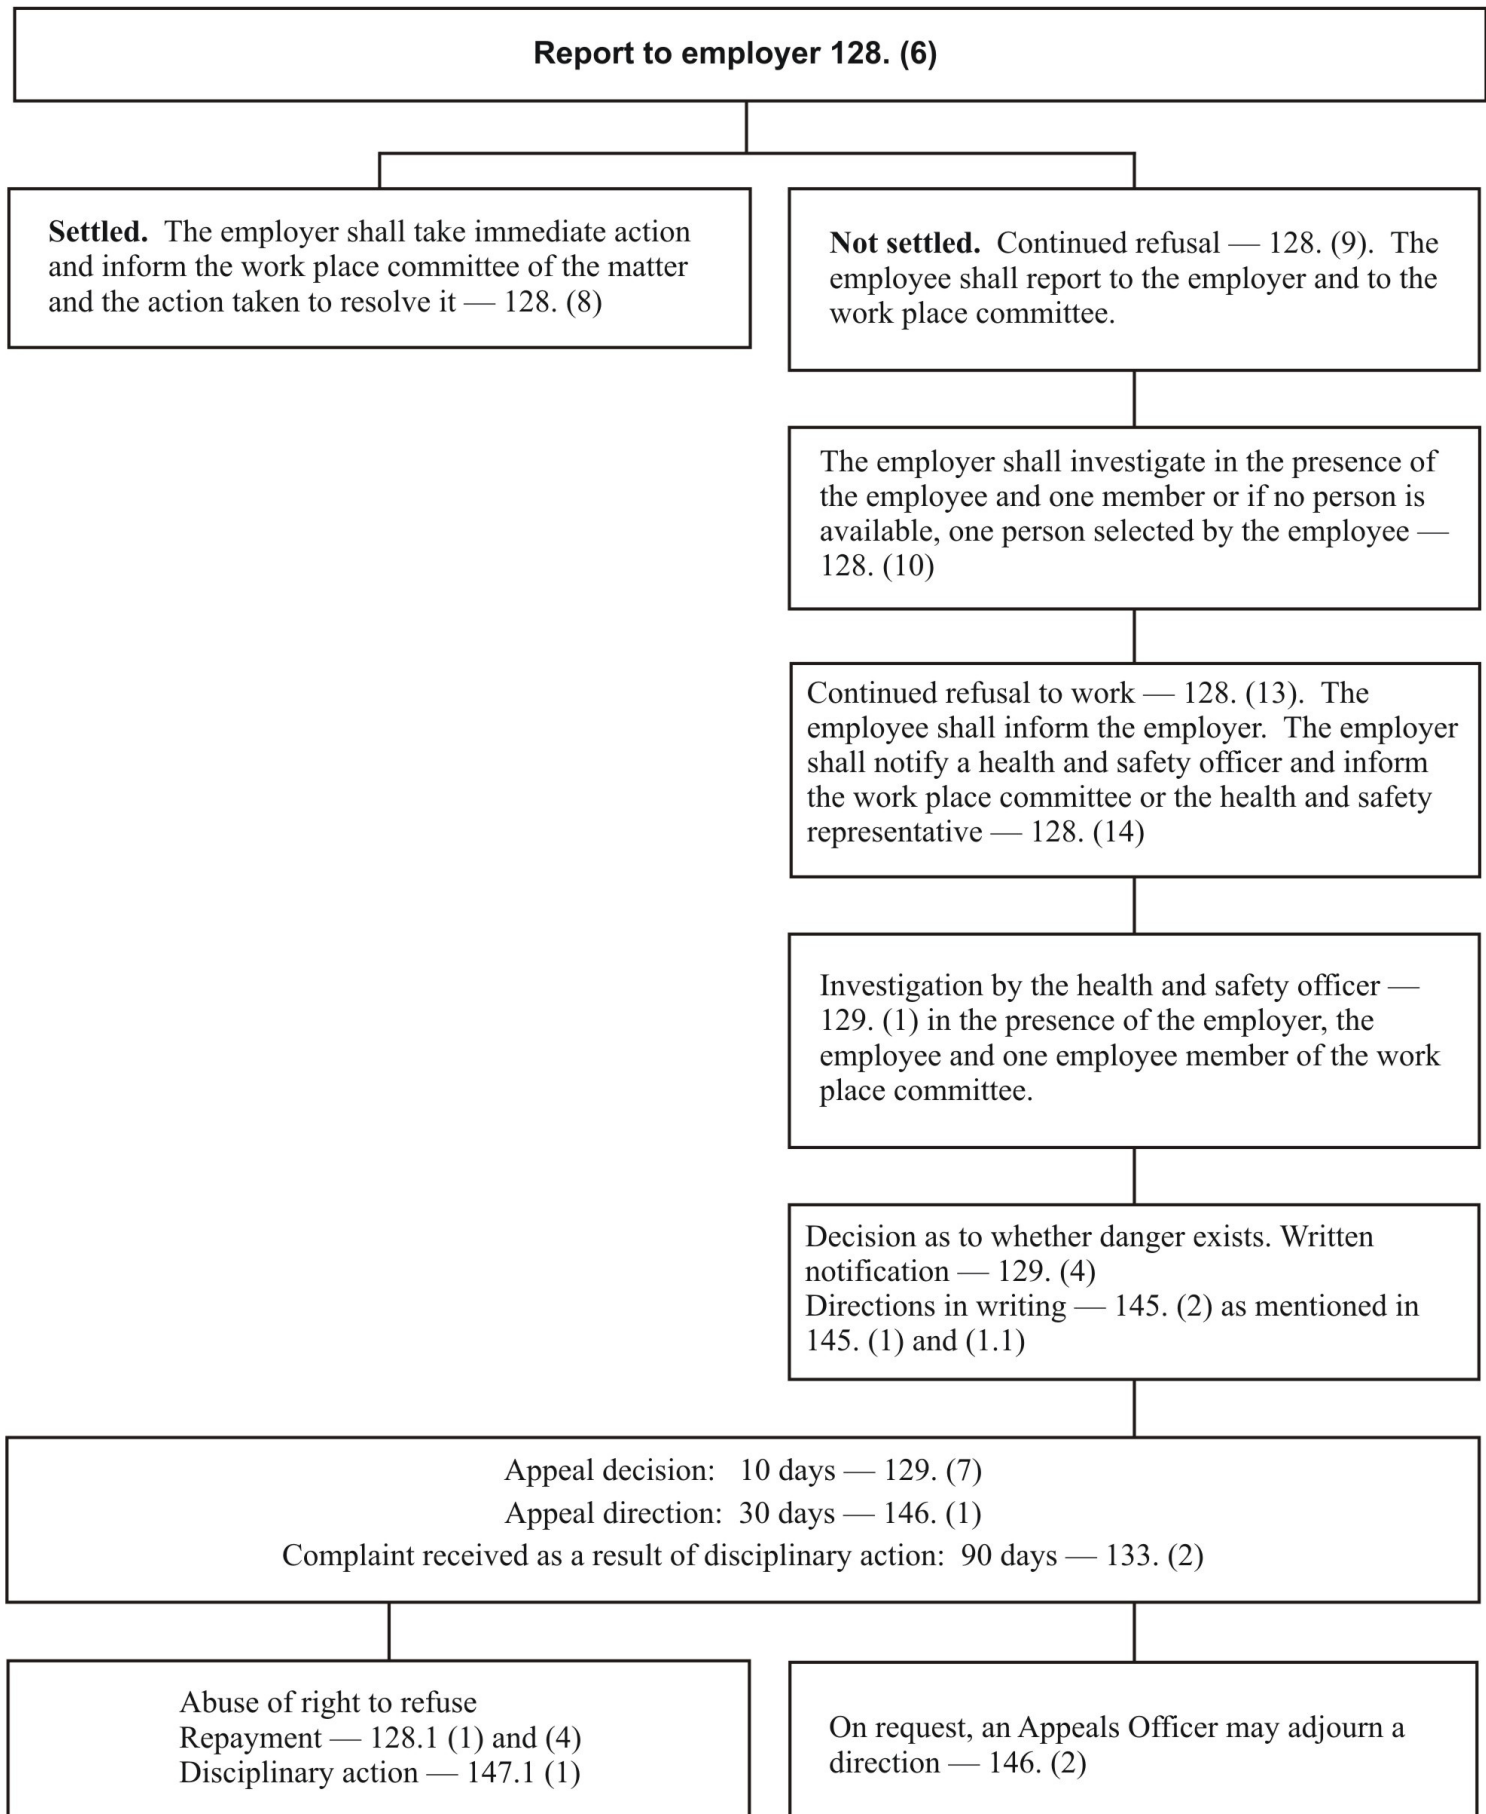 Report to employer 128. (6)
Settled.  The employer shall take immediate action
and inform the work place committee of the matter
and the action taken to resolve it — 128. (8)
Not settled.  Continued refusal — 128. (9).  The
employee shall report to the employer and to the
work place committee.
The employer shall investigate in the presence of
the employee and one member or if no person is
available, one person selected by the employee —
128. (10)
Continued refusal to work — 128. (13).  The
employee shall inform the employer.  The employer
shall notify a health and safety officer and inform
the work place committee or the health and safety
representative — 128. (14)
Investigation by the health and safety officer —
129. (1) in the presence of the employer, the
employee and one employee member of the work
place committee.
Decision as to whether danger exists. Written
notification — 129. (4)
Directions in writing — 145. (2) as mentioned in
145. (1) and (1.1)
Appeal decision:   10 days — 129. (7)
Appeal direction:  30 days — 146. (1)
Complaint received as a result of disciplinary action:  90 days — 133. (2)
Abuse of right to refuse
Repayment — 128.1 (1) and (4)
Disciplinary action — 147.1 (1)
On request, an Appeals Officer may adjourn a
direction — 146. (2)